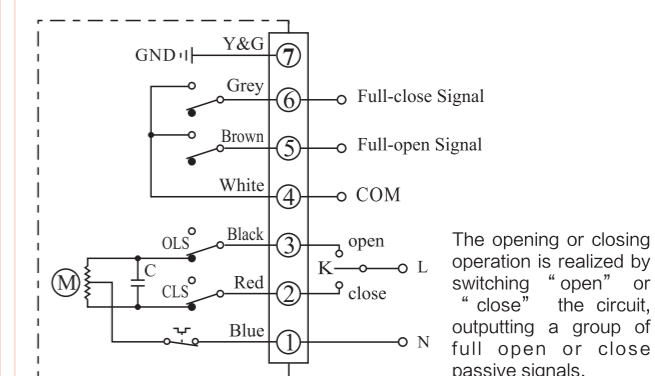 Y&G
GND
7
Grey
6
Full-close Signal
Brown
5
Full-open Signal
White
4
COM
Black
3
open
OLS
K
L
C
M
CLS
Red
2
close
Blue
1
N
The opening or closing
operation is realized by
switching “open” or
“ close” the circuit,
outputting a group of
full open or close
passive signals.